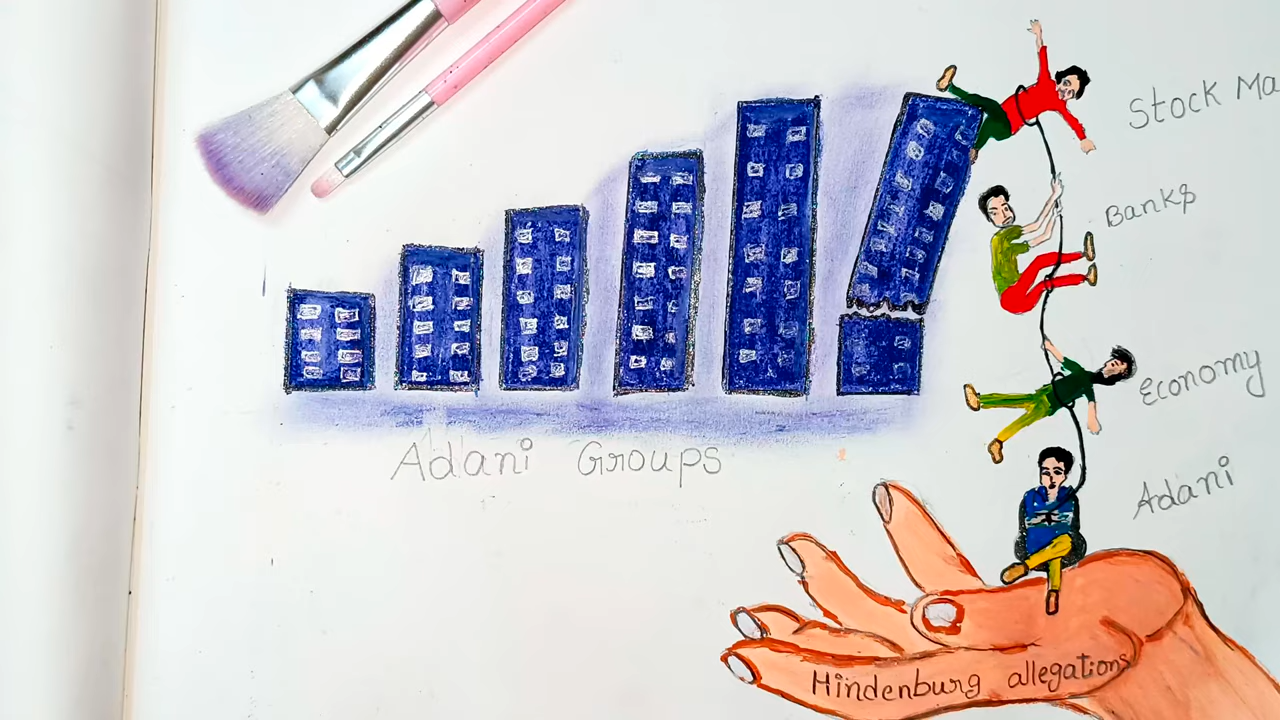 Stock Ma
Banks
Economy
Adani Groups
Adani
Hindenburg allegations